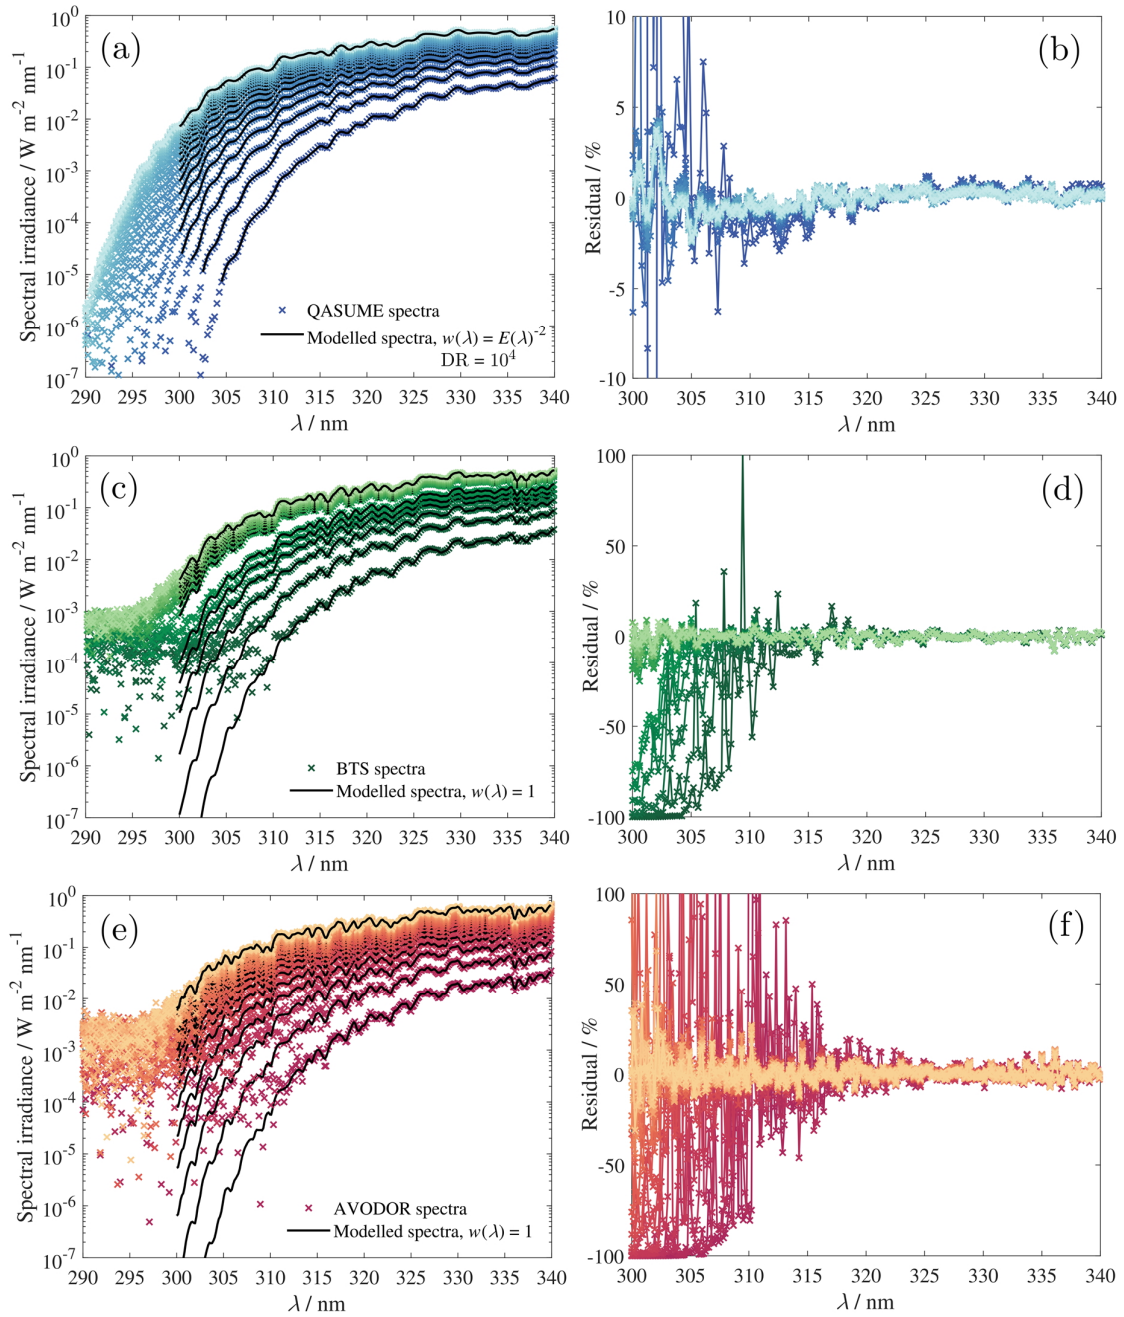 (a)
Spectral irradiance / W m⁻² nm⁻¹
10⁰
10⁻¹
10⁻²
10⁻³
10⁻⁴
10⁻⁵
10⁻⁶
10⁻⁷
QASUME spectra
Modelled spectra, w(λ) = E(λ)⁻²
DR = 10⁴
290 295 300 305 310 315 320 325 330 335 340
λ / nm
(b)
Residual / %
10
5
0
-5
-10
300 305 310 315 320 325 330 335 340
λ / nm
(c)
Spectral irradiance / W m⁻² nm⁻¹
10⁰
10⁻¹
10⁻²
10⁻³
10⁻⁴
10⁻⁵
10⁻⁶
10⁻⁷
BTS spectra
Modelled spectra, w(λ) = 1
290 295 300 305 310 315 320 325 330 335 340
λ / nm
(d)
Residual / %
100
50
0
-50
-100
300 305 310 315 320 325 330 335 340
λ / nm
(e)
Spectral irradiance / W m⁻² nm⁻¹
10⁰
10⁻¹
10⁻²
10⁻³
10⁻⁴
10⁻⁵
10⁻⁶
10⁻⁷
AVODOR spectra
Modelled spectra, w(λ) = 1
290 295 300 305 310 315 320 325 330 335 340
λ / nm
(f)
Residual / %
100
50
0
-50
-100
300 305 310 315 320 325 330 335 340
λ / nm